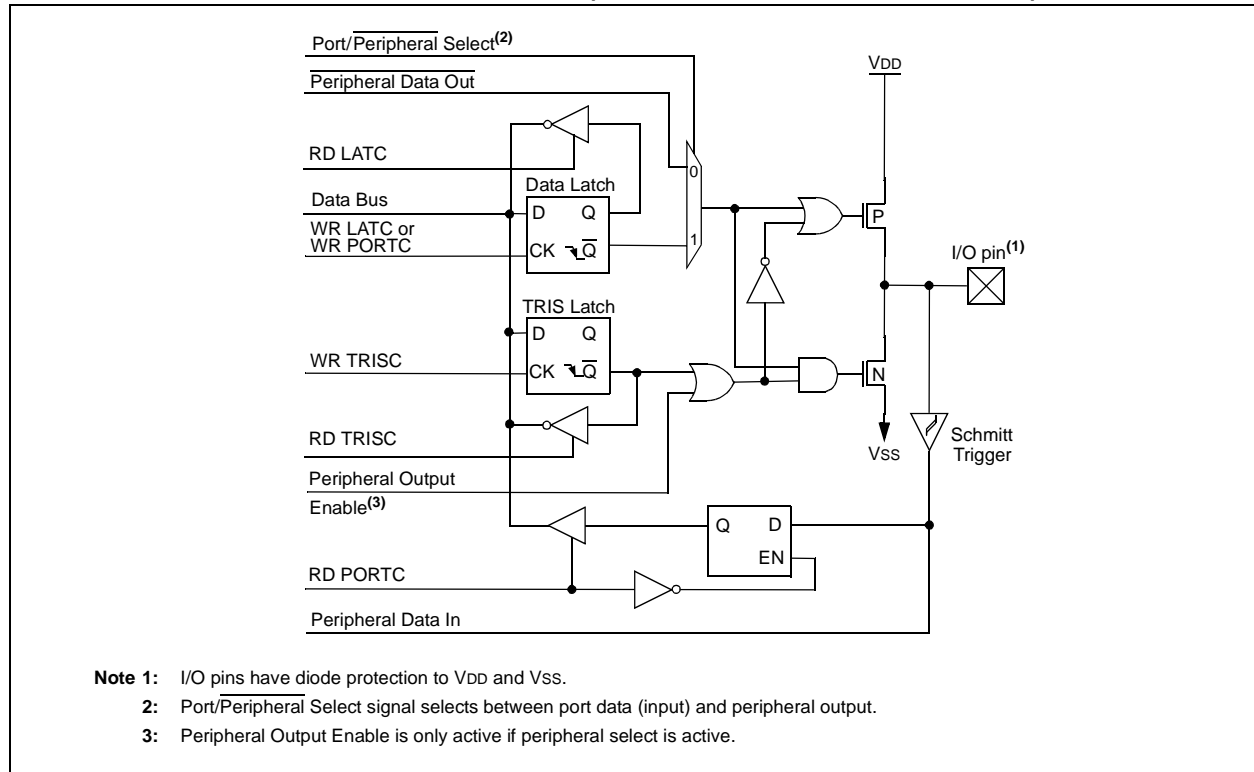 Port/Peripheral Select(2)
Peripheral Data Out
VDD
RD LATC
0
Data Latch
Data Bus
D Q
WR LATC or
WR PORTC
CK Q
1
P
I/O pin(1)
TRIS Latch
D Q
WR TRISC
CK Q
N
RD TRISC
VSS
Schmitt
Trigger
Peripheral Output
Enable(3)
Q D
EN
RD PORTC
Peripheral Data In
Note 1: I/O pins have diode protection to VDD and VSS.
2: Port/Peripheral Select signal selects between port data (input) and peripheral output.
3: Peripheral Output Enable is only active if peripheral select is active.